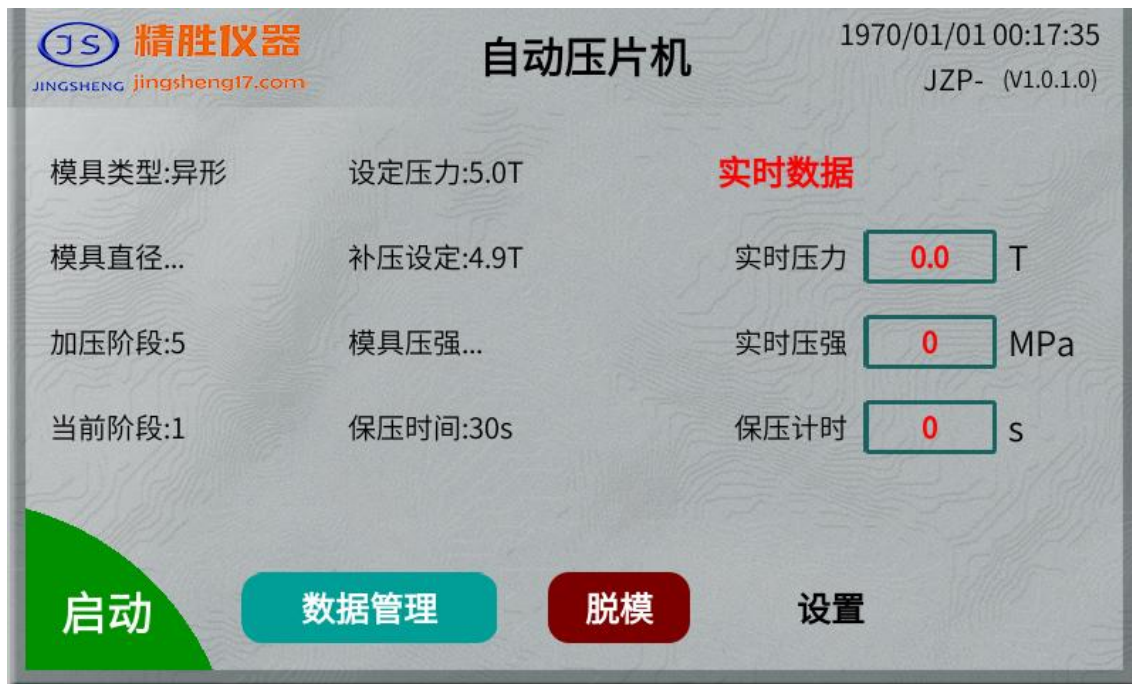 JS 精胜仪器
JINGSHENG jingsheng17.com
自动压片机
1970/01/01 00:17:35
JZP- (V1.0.1.0)
模具类型:异形 设定压力:5.0T 实时数据
模具直径... 补压设定:4.9T 实时压力 0.0 T
加压阶段:5 模具压强... 实时压强 0 MPa
当前阶段:1 保压时间:30s 保压计时 0 s
启动 数据管理 脱模 设置